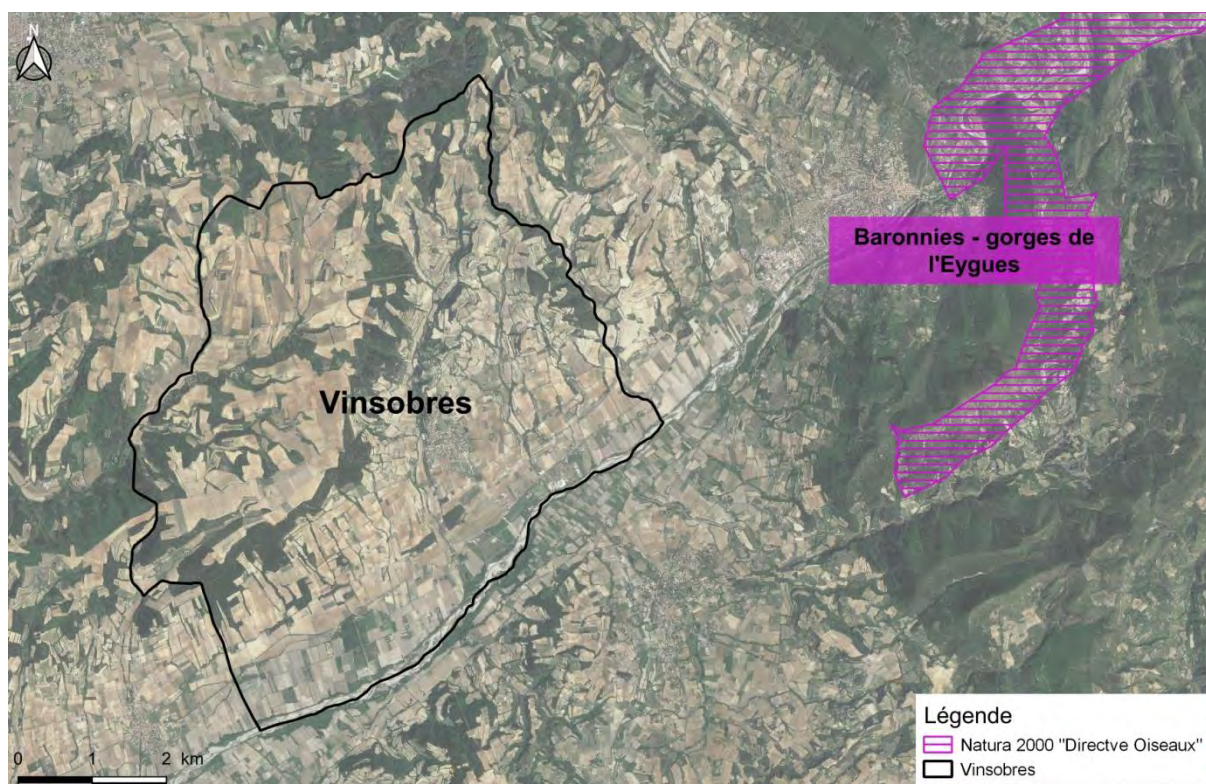 N
Baronnies - gorges de
l'Eygues
Vinsobres
Légende
Natura 2000 "Directve Oiseaux"
Vinsobres
0 1 2 km